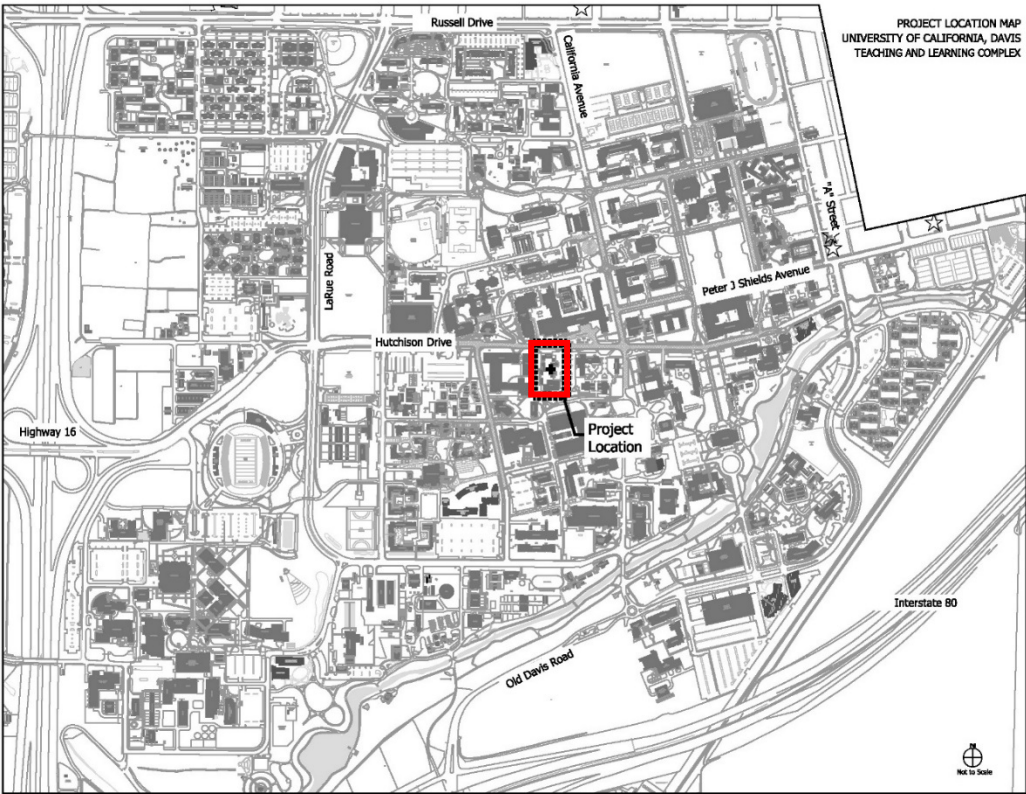 PROJECT LOCATION MAP
UNIVERSITY OF CALIFORNIA, DAVIS
TEACHING AND LEARNING COMPLEX
Russell Drive
California Avenue
"A" Street
LaRue Road
Peter J Shields Avenue
Hutchison Drive
Highway 16
Project
Location
Interstate 80
Old Davis Road
N
Not to Scale